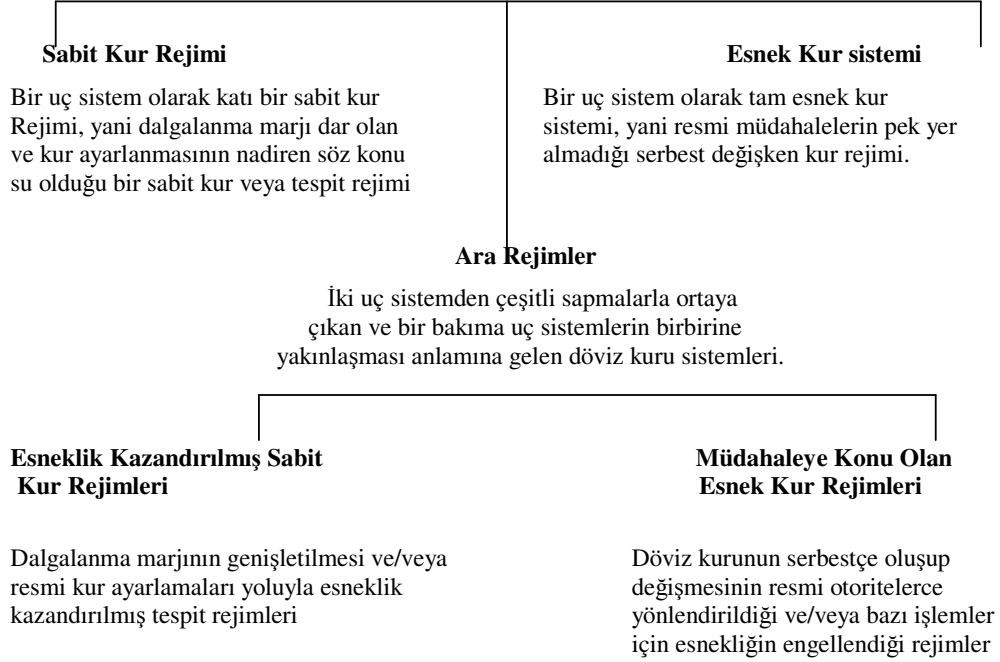 Sabit Kur Rejimi
Bir uç sistem olarak katı bir sabit kur
Rejimi, yani dalgalanma marjı dar olan
ve kur ayarlanmasının nadiren söz konu
su olduğu bir sabit kur veya tespit rejimi
Esnek Kur sistemi
Bir uç sistem olarak tam esnek kur
sistemi, yani resmi müdahalelerin pek yer
almadığı serbest değişken kur rejimi.
Ara Rejimler
İki uç sistemden çeşitli sapmalarla ortaya
çıkan ve bir bakıma uç sistemlerin birbirine
yakınlaşması anlamına gelen döviz kuru sistemleri.
Esneklik Kazandırılmış Sabit
Kur Rejimleri
Dalgalanma marjının genişletilmesi ve/veya
resmi kur ayarlamaları yoluyla esneklik
kazandırılmış tespit rejimleri
Müdahaleye Konu Olan
Esnek Kur Rejimleri
Döviz kurunun serbestçe oluşup
değişmesinin resmi otoritelerce
yönlendirildiği ve/veya bazı işlemler
için esnekliğin engellendiği rejimler